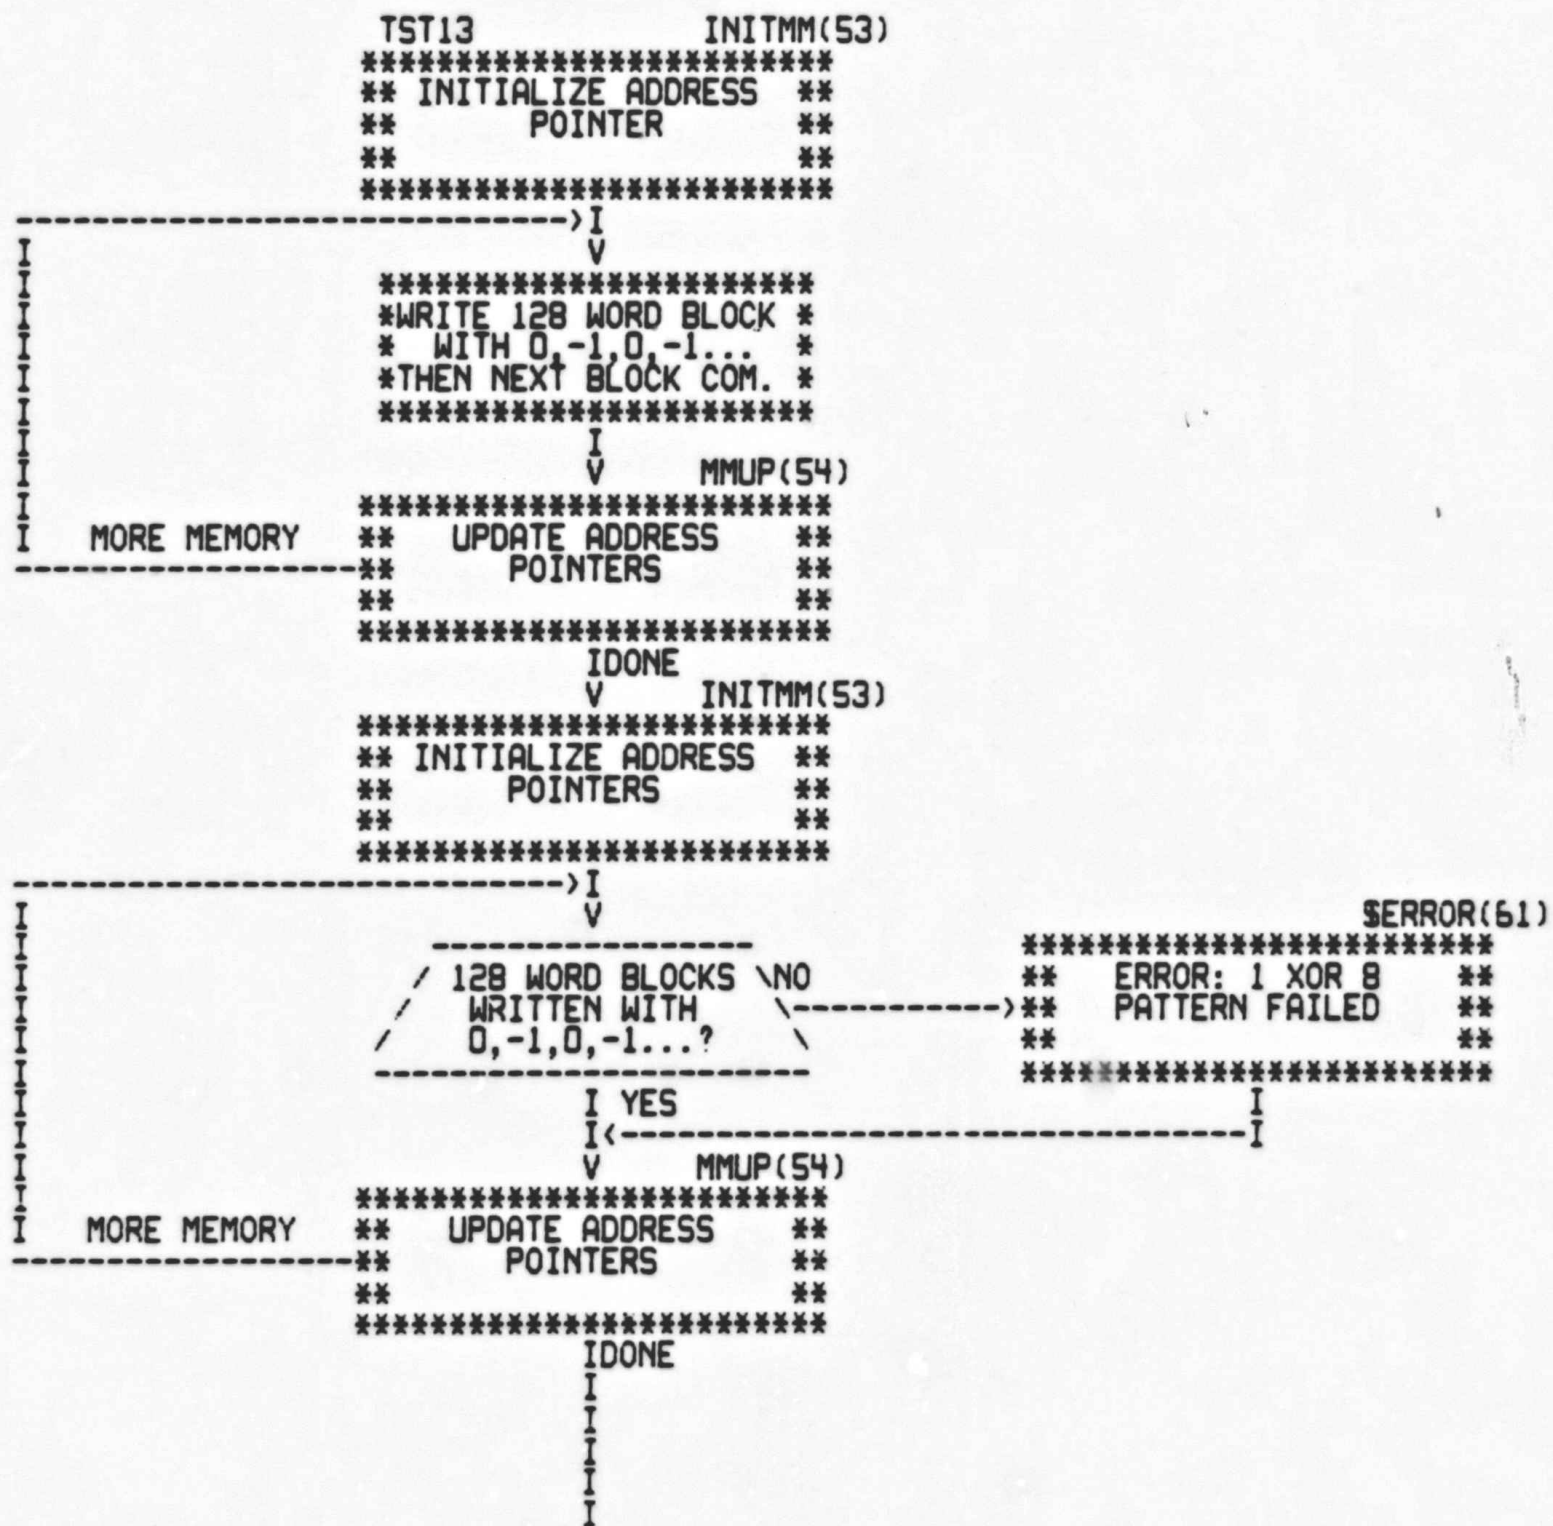 TST13 INITMM(53)
*************************
** INITIALIZE ADDRESS **
** POINTER **
** **
*************************
----------------------------->I
I V
***********************
*WRITE 128 WORD BLOCK *
* WITH 0,-1,0,-1... *
*THEN NEXT BLOCK COM. *
***********************
I
V MMUP(54)
*************************
I MORE MEMORY ** UPDATE ADDRESS **
------------------** POINTERS **
** **
*************************
IDONE
V INITMM(53)
*************************
** INITIALIZE ADDRESS **
** POINTERS **
** **
*************************
----------------------------->I
I V $ERROR(61)
----------------- *************************
/ 128 WORD BLOCKS \NO ** ERROR: 1 XOR 8 **
/ WRITTEN WITH \----------->** PATTERN FAILED **
/ 0,-1,0,-1...? \ ** **
----------------------- *************************
I YES I
I<---------------------------------I
V MMUP(54)
*************************
I MORE MEMORY ** UPDATE ADDRESS **
------------------** POINTERS **
** **
*************************
IDONE
I
I
I
I
I